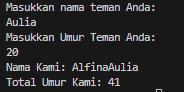 Masukkan nama teman Anda:
Aulia
Masukkan Umur Teman Anda:
20
Nama Kami: AlfinaAulia
Total Umur Kami: 41